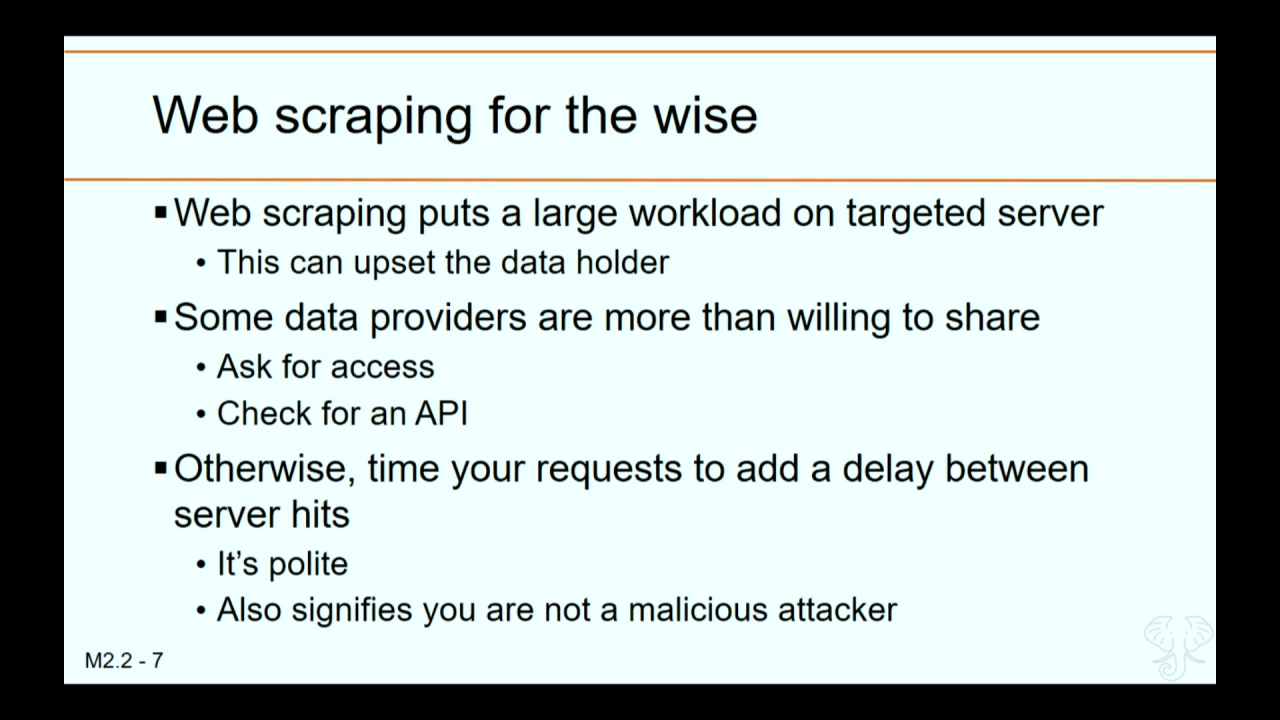 Web scraping for the wise
▪Web scraping puts a large workload on targeted server
• This can upset the data holder
▪Some data providers are more than willing to share
• Ask for access
• Check for an API
▪Otherwise, time your requests to add a delay between
server hits
• It’s polite
• Also signifies you are not a malicious attacker
M2.2 - 7